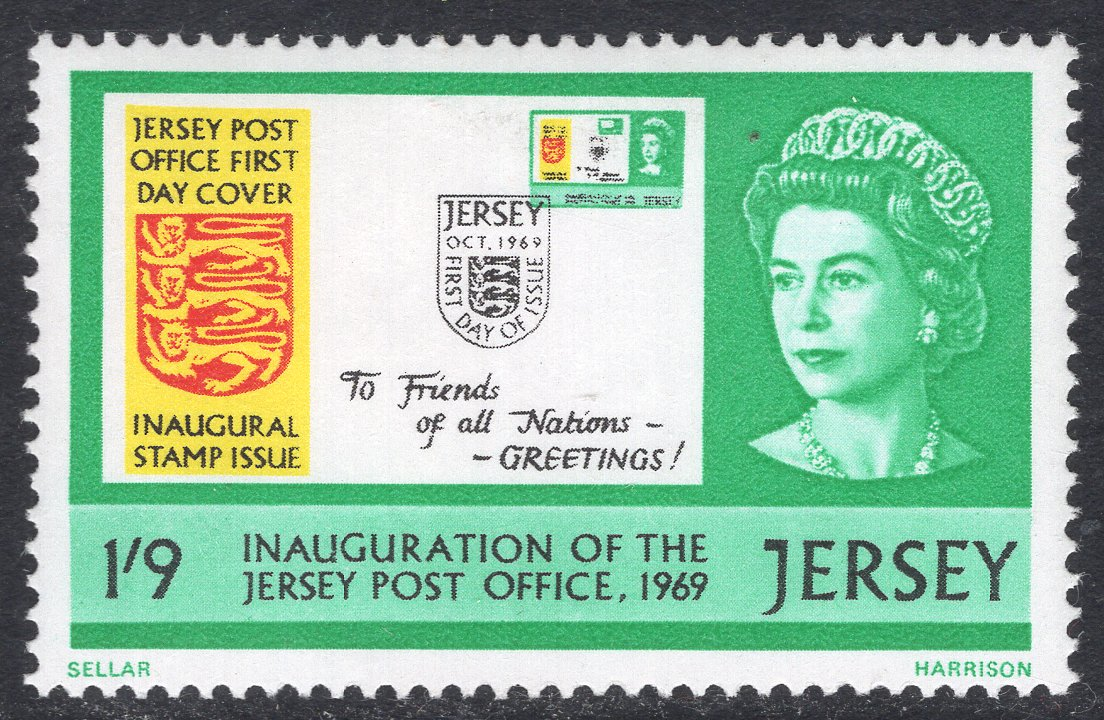 JERSEY POST
OFFICE FIRST
DAY COVER
INAUGURAL
STAMP ISSUE
JERSEY
OCT. 1969
FIRST DAY OF ISSUE
To Friends
of all Nations –
– GREETINGS!
JERSEY
1'9
INAUGURATION OF THE
JERSEY POST OFFICE, 1969
JERSEY
SELLAR
HARRISON